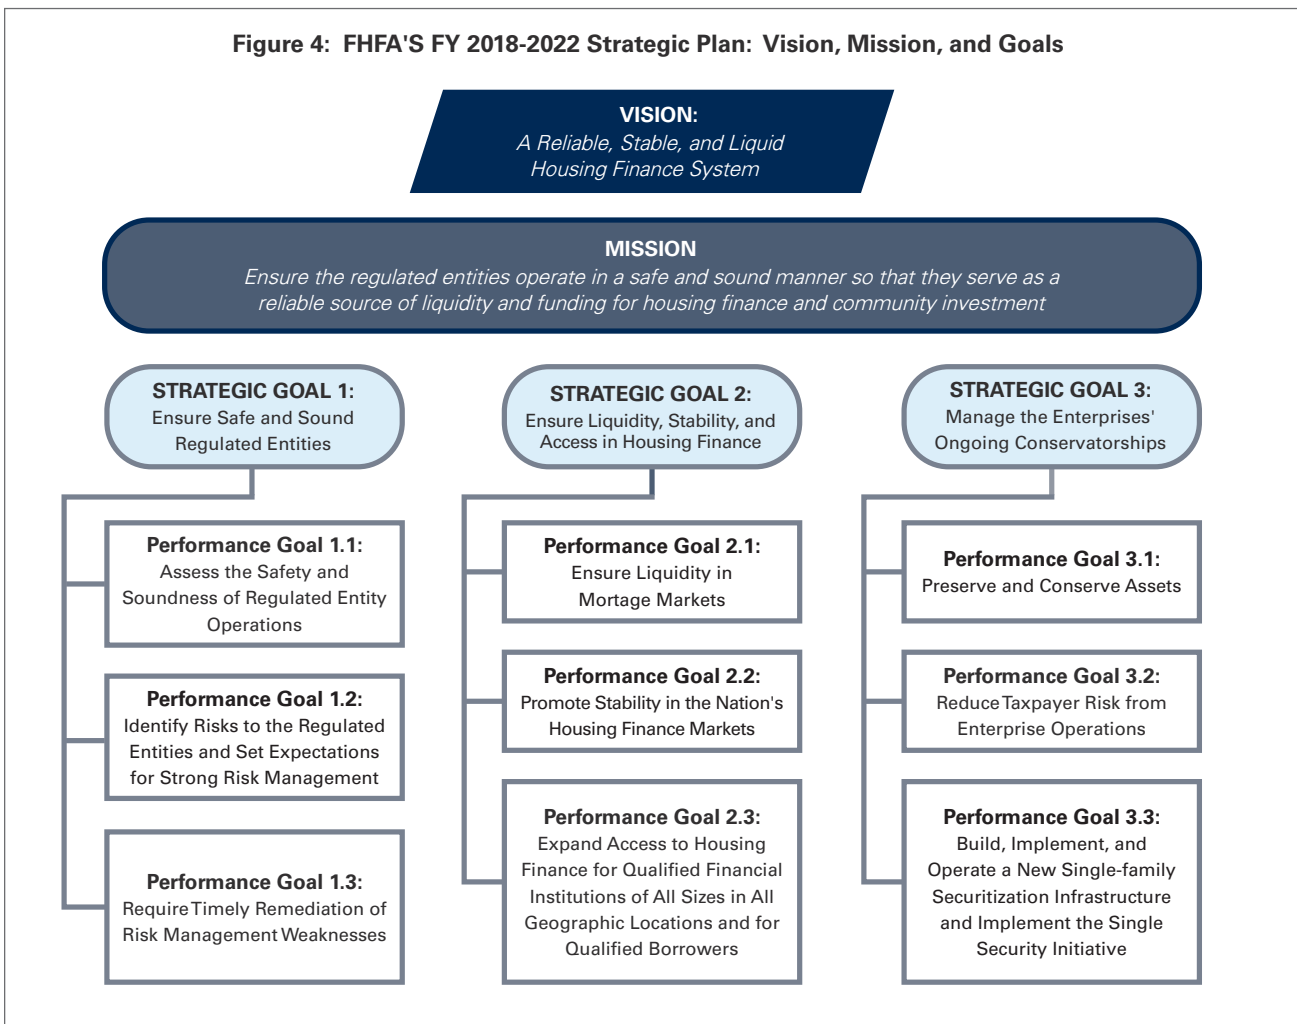 Figure 4: FHFA'S FY 2018-2022 Strategic Plan: Vision, Mission, and Goals
VISION:
A Reliable, Stable, and Liquid
Housing Finance System
MISSION
Ensure the regulated entities operate in a safe and sound manner so that they serve as a
reliable source of liquidity and funding for housing finance and community investment
STRATEGIC GOAL 1:
Ensure Safe and Sound
Regulated Entities
Performance Goal 1.1:
Assess the Safety and
Soundness of Regulated Entity
Operations
Performance Goal 1.2:
Identify Risks to the Regulated
Entities and Set Expectations
for Strong Risk Management
Performance Goal 1.3:
Require Timely Remediation of
Risk Management Weaknesses
STRATEGIC GOAL 2:
Ensure Liquidity, Stability, and
Access in Housing Finance
Performance Goal 2.1:
Ensure Liquidity in
Mortage Markets
Performance Goal 2.2:
Promote Stability in the Nation's
Housing Finance Markets
Performance Goal 2.3:
Expand Access to Housing
Finance for Qualified Financial
Institutions of All Sizes in All
Geographic Locations and for
Qualified Borrowers
STRATEGIC GOAL 3:
Manage the Enterprises'
Ongoing Conservatorships
Performance Goal 3.1:
Preserve and Conserve Assets
Performance Goal 3.2:
Reduce Taxpayer Risk from
Enterprise Operations
Performance Goal 3.3:
Build, Implement, and
Operate a New Single-family
Securitization Infrastructure
and Implement the Single
Security Initiative